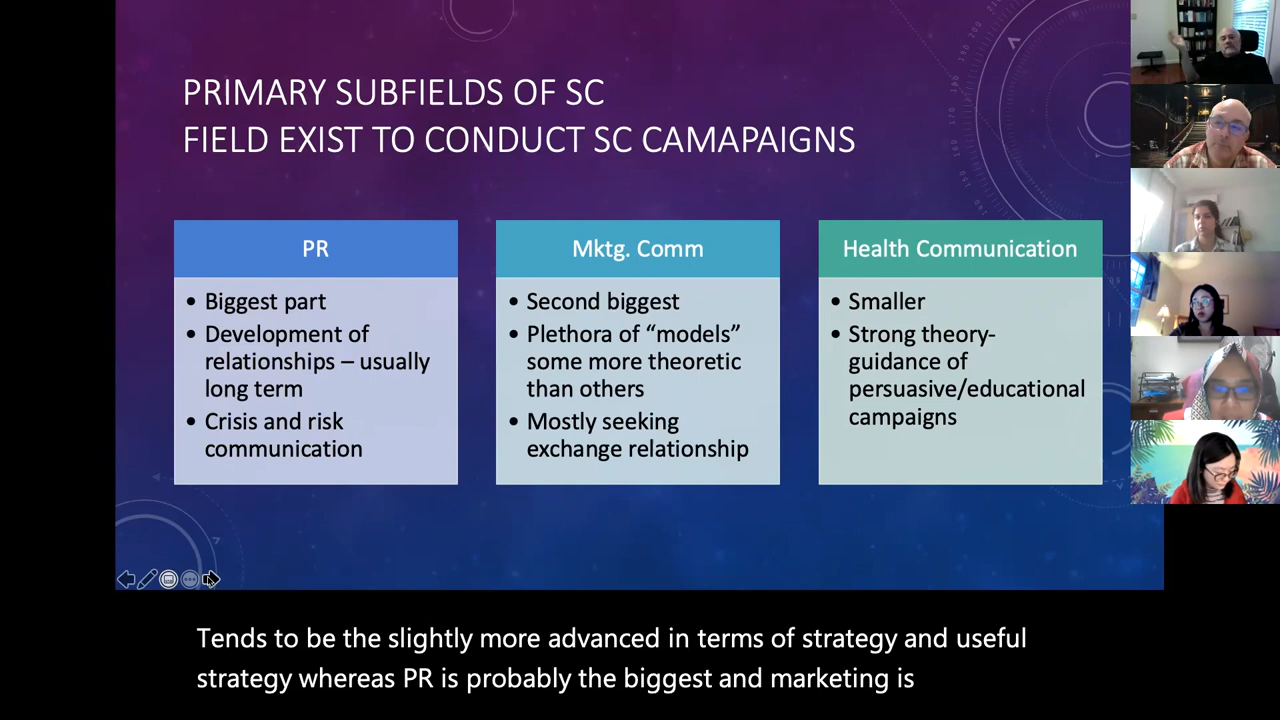 PRIMARY SUBFIELDS OF SC
FIELD EXIST TO CONDUCT SC CAMAPAIGNS
PR
• Biggest part
• Development of
relationships – usually
long term
• Crisis and risk
communication
Mktg. Comm
• Second biggest
• Plethora of “models”
some more theoretic
than others
• Mostly seeking
exchange relationship
Health Communication
• Smaller
• Strong theory-
guidance of
persuasive/educational
campaigns
Tends to be the slightly more advanced in terms of strategy and useful
strategy whereas PR is probably the biggest and marketing is